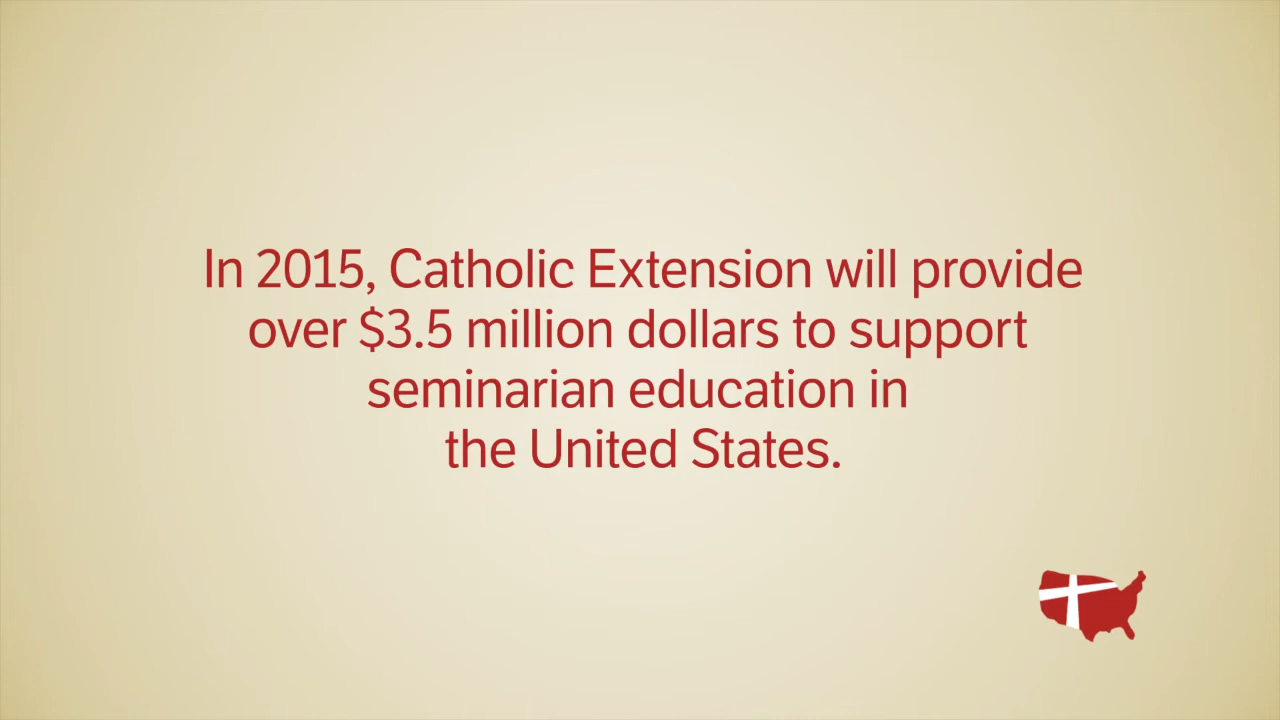 In 2015, Catholic Extension will provide
over $3.5 million dollars to support
seminarian education in
the United States.